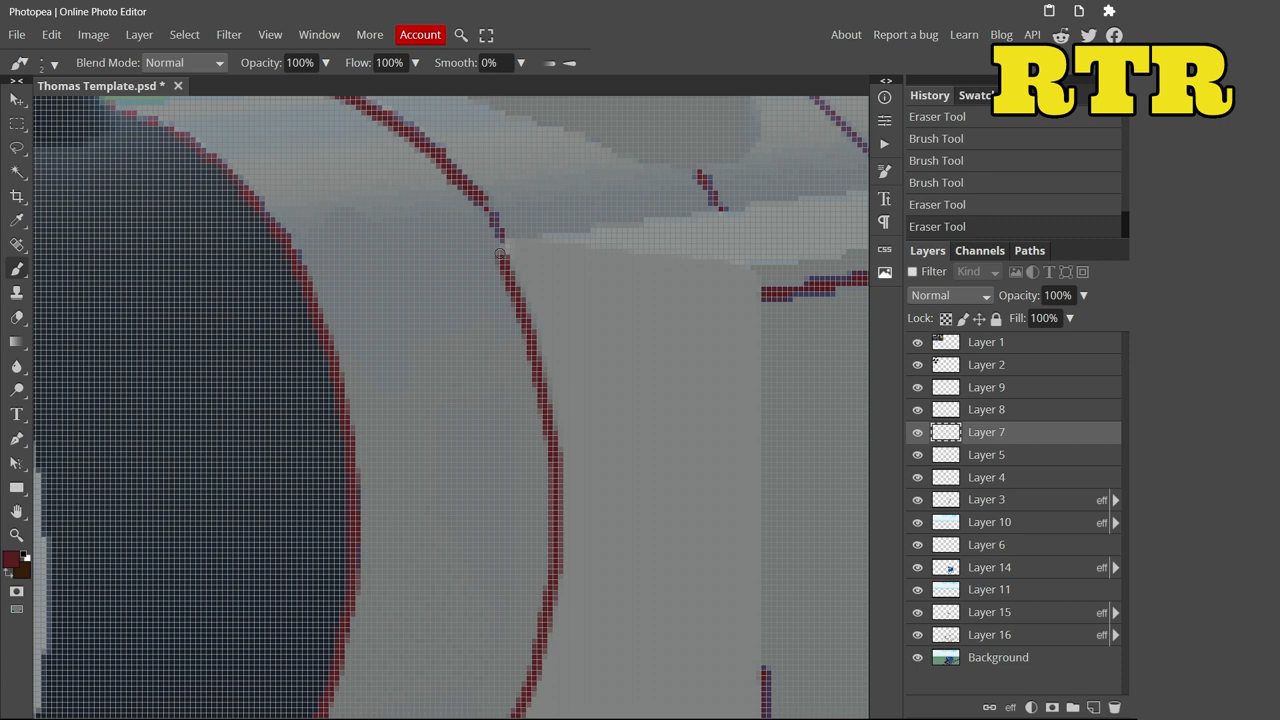 Photopea | Online Photo Editor
File Edit Image Layer Select Filter View Window More Account
About Report a bug Learn Blog API
2 Blend Mode: Normal Opacity: 100% Flow: 100% Smooth: 0%
RTR
Thomas Template.psd *
History Swatc
Eraser Tool
Brush Tool
Brush Tool
Brush Tool
Eraser Tool
Eraser Tool
CSS
Layers Channels Paths
Filter Kind
Normal Opacity: 100%
Lock: Fill: 100%
Layer 1
Layer 2
Layer 9
Layer 8
Layer 7
Layer 5
Layer 4
Layer 3 eff
Layer 10 eff
Layer 6
Layer 14 eff
Layer 11
Layer 15 eff
Layer 16 eff
Background
eff